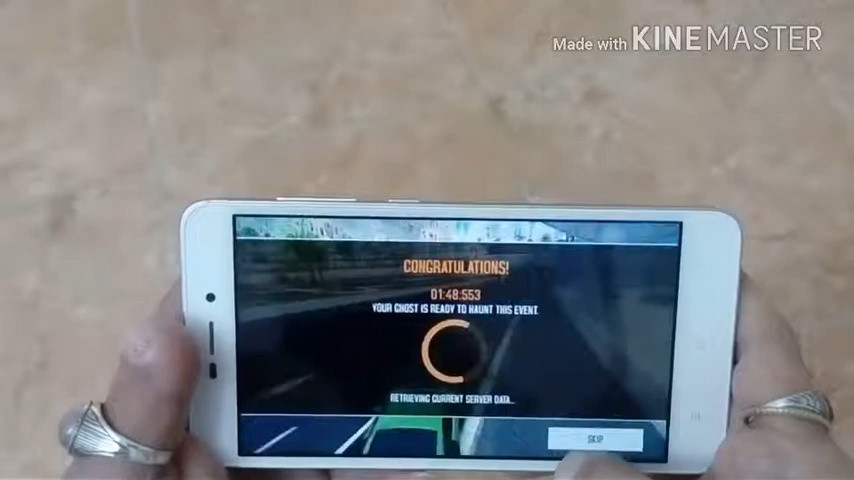 Made with KINEMASTER
CONGRATULATIONS!
01:48:553
YOUR GHOST IS READY TO HAUNT THIS EVENT.
RETRIEVING CURRENT SERVER DATA...
SKIP